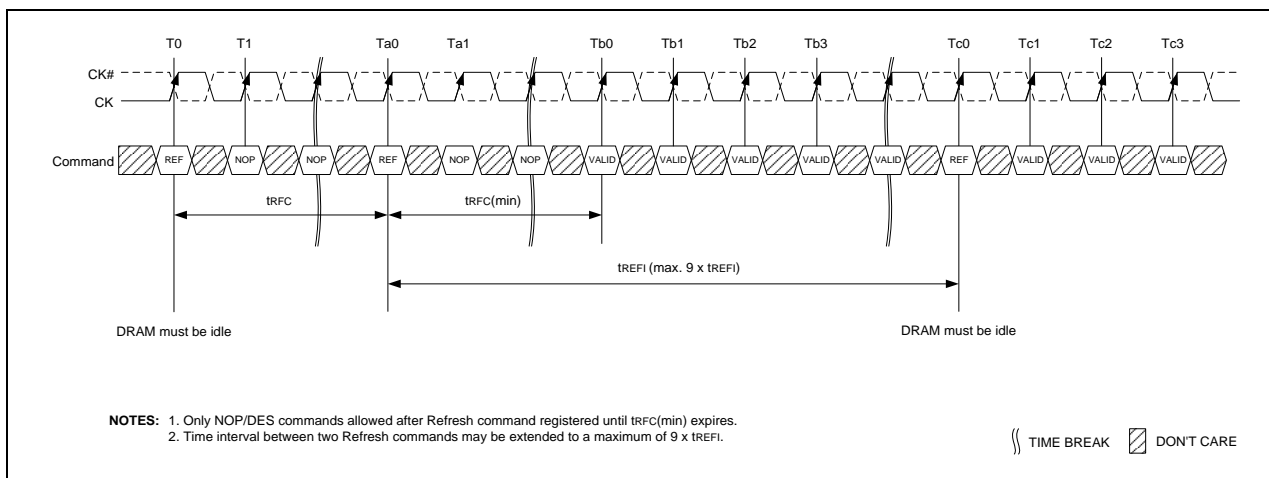 T0 T1 Ta0 Ta1 Tb0 Tb1 Tb2 Tb3 Tc0 Tc1 Tc2 Tc3
CK#
CK
Command REF NOP NOP REF NOP NOP VALID VALID VALID VALID VALID REF VALID VALID VALID
tRFC tRFC(min)
tREFI (max. 9 x tREFI)
DRAM must be idle DRAM must be idle
NOTES: 1. Only NOP/DES commands allowed after Refresh command registered until tRFC(min) expires.
2. Time interval between two Refresh commands may be extended to a maximum of 9 x tREFI.
TIME BREAK DON'T CARE